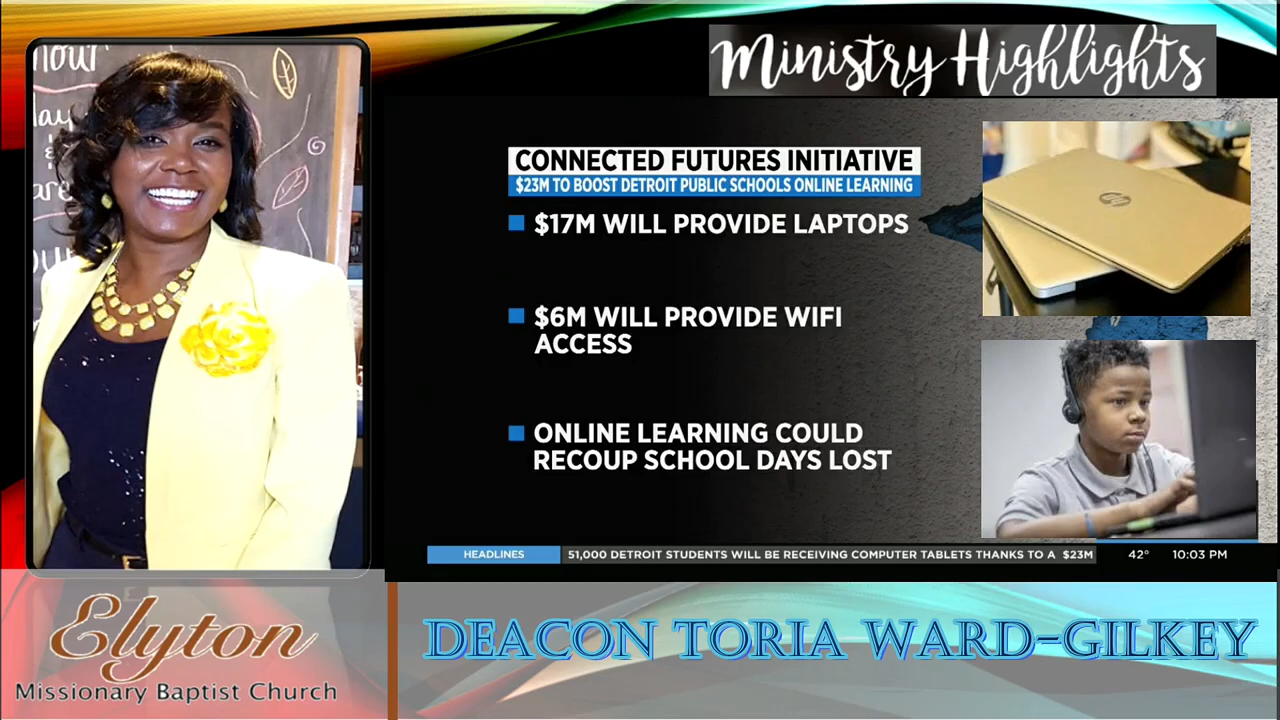 Ministry Highlights
CONNECTED FUTURES INITIATIVE
$23M TO BOOST DETROIT PUBLIC SCHOOLS ONLINE LEARNING
$17M WILL PROVIDE LAPTOPS
$6M WILL PROVIDE WIFI
ACCESS
ONLINE LEARNING COULD
RECOUP SCHOOL DAYS LOST
HEADLINES
51,000 DETROIT STUDENTS WILL BE RECEIVING COMPUTER TABLETS THANKS TO A $23M
42° 10:03 PM
hp
Elyton
Missionary Baptist Church
DEACON TORIA WARD-GILKEY